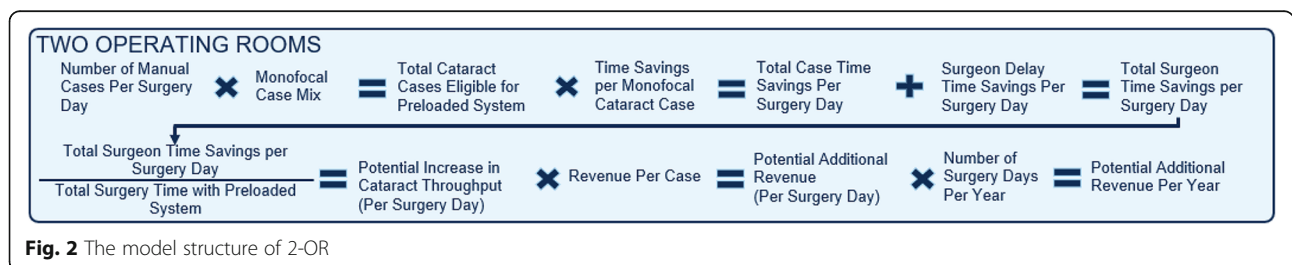 TWO OPERATING ROOMS
Number of Manual
Cases Per Surgery
Day
×
Monofocal
Case Mix
=
Total Cataract
Cases Eligible for
Preloaded System
×
Time Savings
per Monofocal
Cataract Case
=
Total Case Time
Savings Per
Surgery Day
+
Surgeon Delay
Time Savings Per
Surgery Day
=
Total Surgeon
Time Savings per
Surgery Day
Total Surgeon Time Savings per
Surgery Day
Total Surgery Time with Preloaded
System
=
Potential Increase in
Cataract Throughput
(Per Surgery Day)
×
Revenue Per Case
=
Potential Additional
Revenue
(Per Surgery Day)
×
Number of
Surgery Days
Per Year
=
Potential Additional
Revenue Per Year
Fig. 2 The model structure of 2-OR